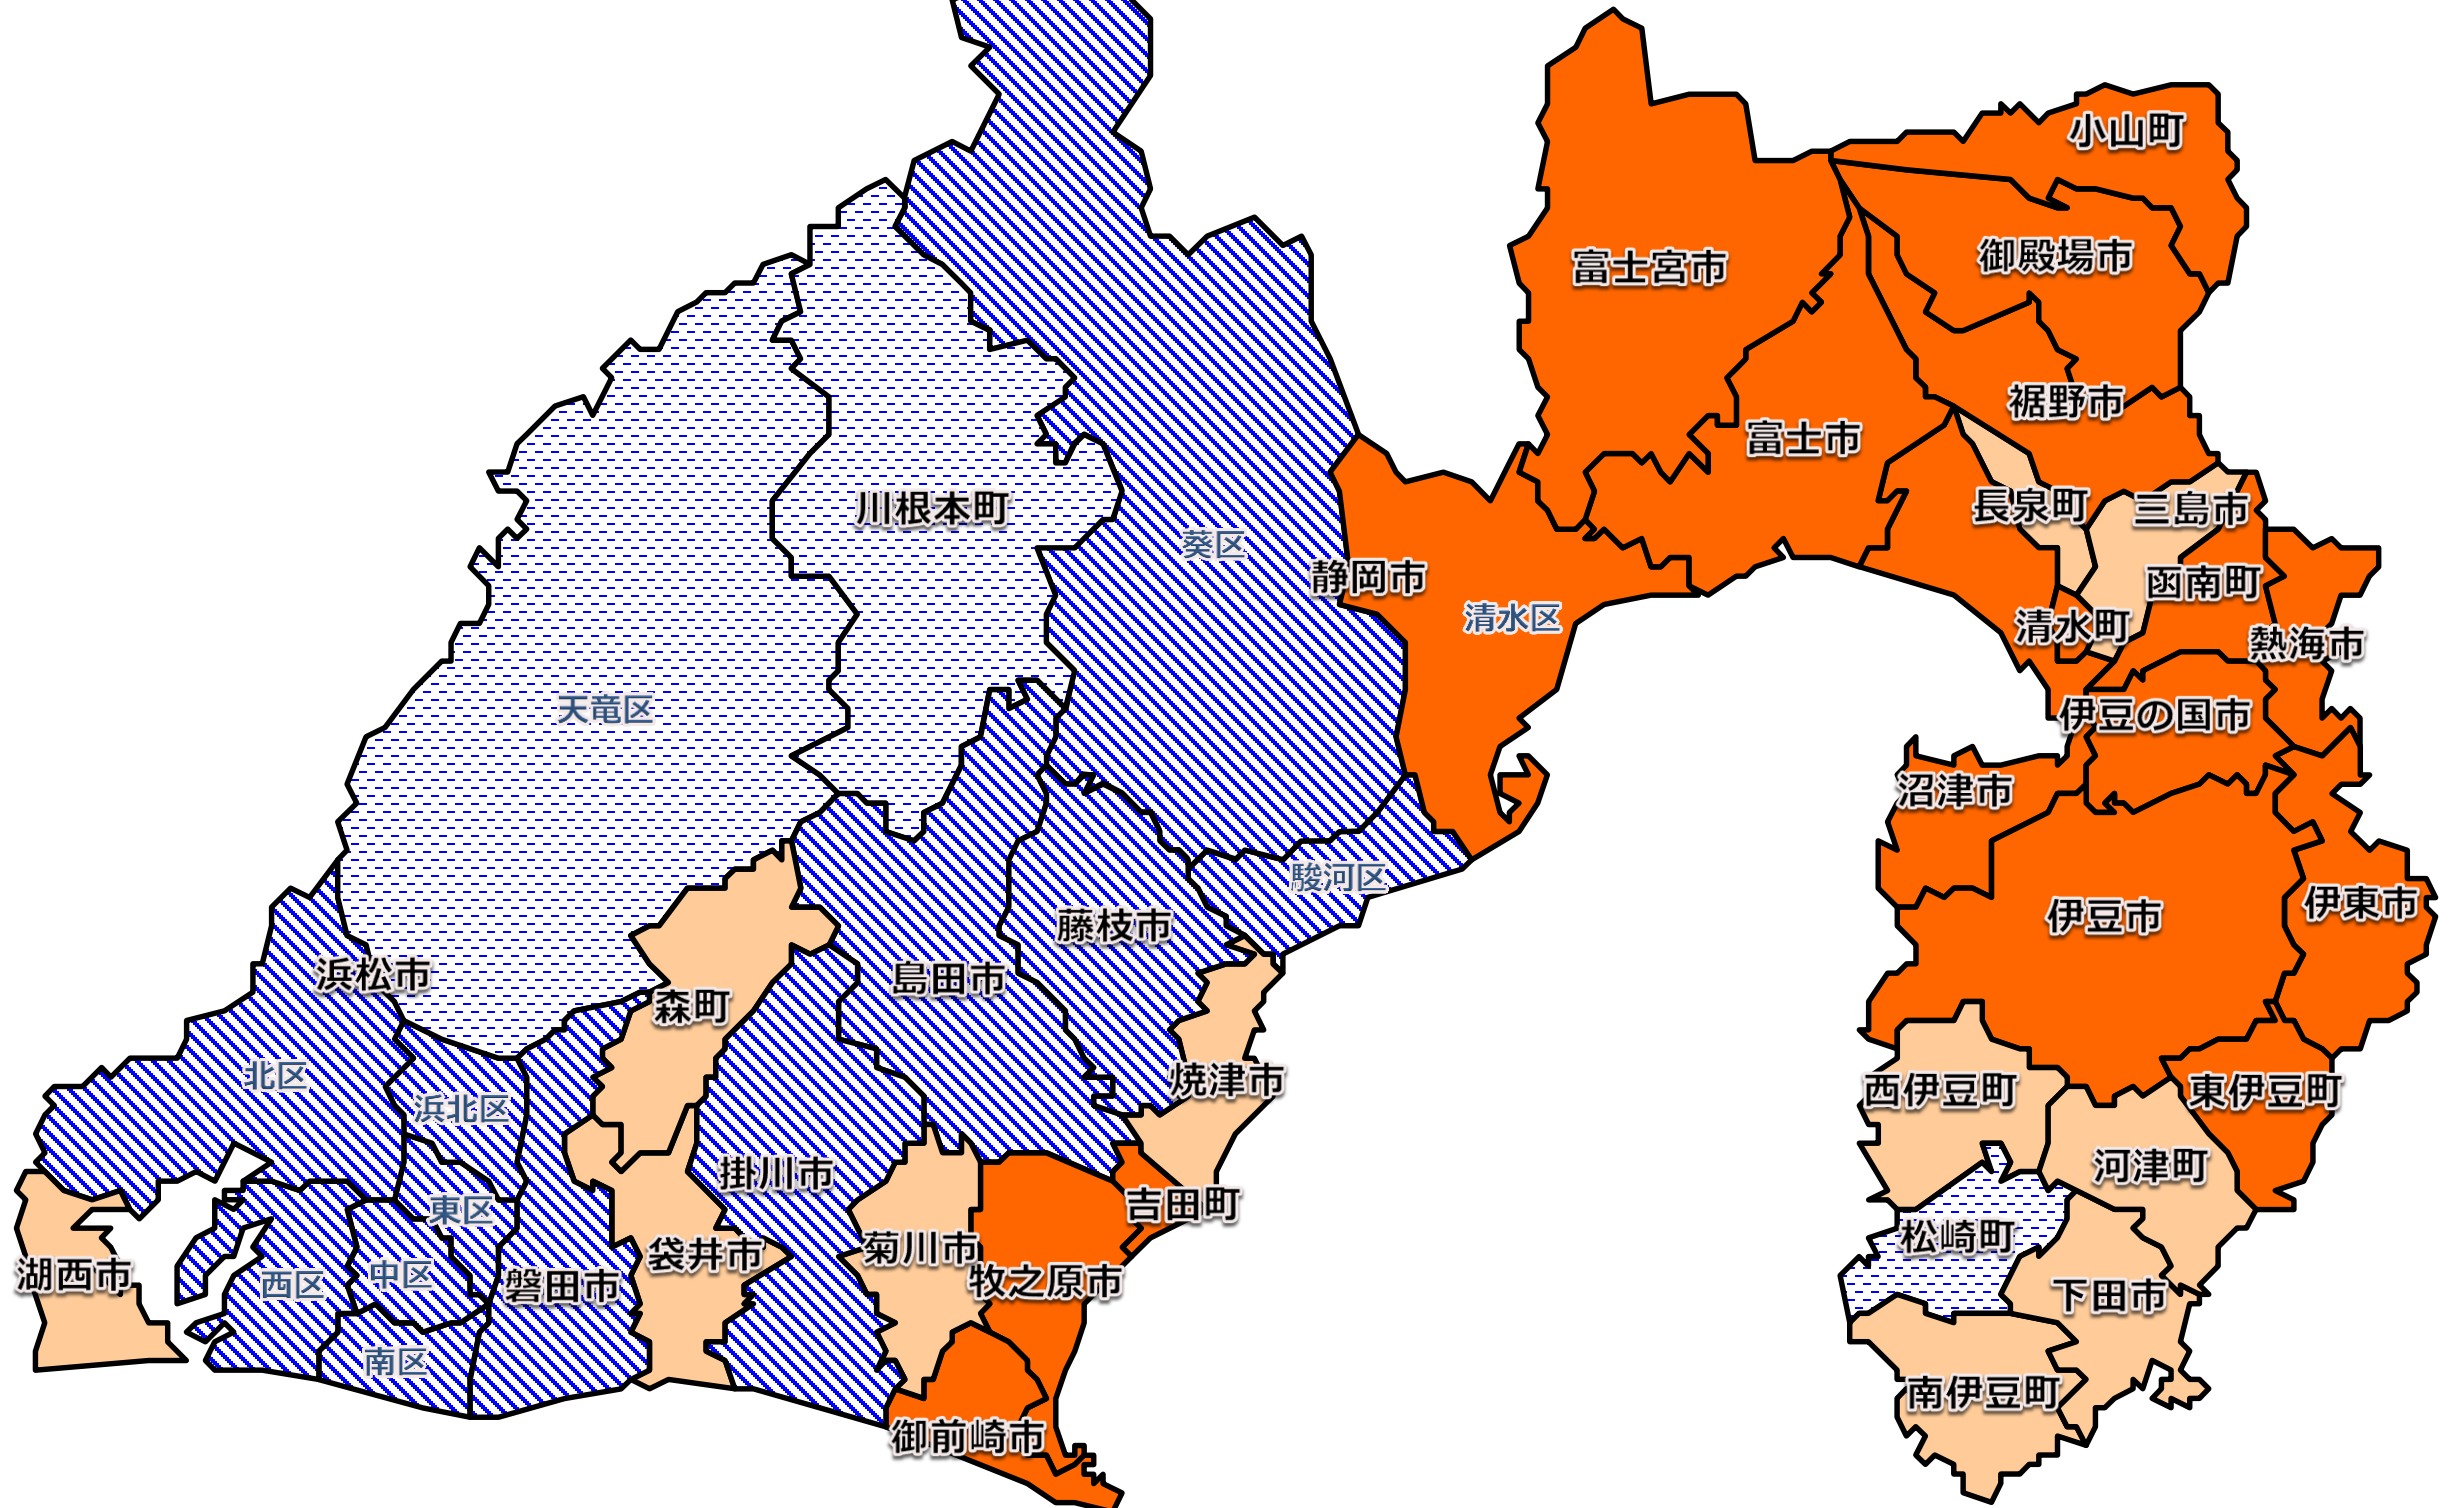 小山町
御殿場市
富士宮市
裾野市
富士市
川根本町
長泉町
三島市
葵区
静岡市
函南町
清水区
清水町
熱海市
天竜区
伊豆の国市
沼津市
駿河区
伊東市
伊豆市
藤枝市
浜松市
島田市
森町
北区
焼津市
西伊豆町
東伊豆町
浜北区
河津町
掛川市
吉田町
東区
松崎町
菊川市
袋井市
湖西市
中区
西区
磐田市
牧之原市
下田市
南区
南伊豆町
御前崎市